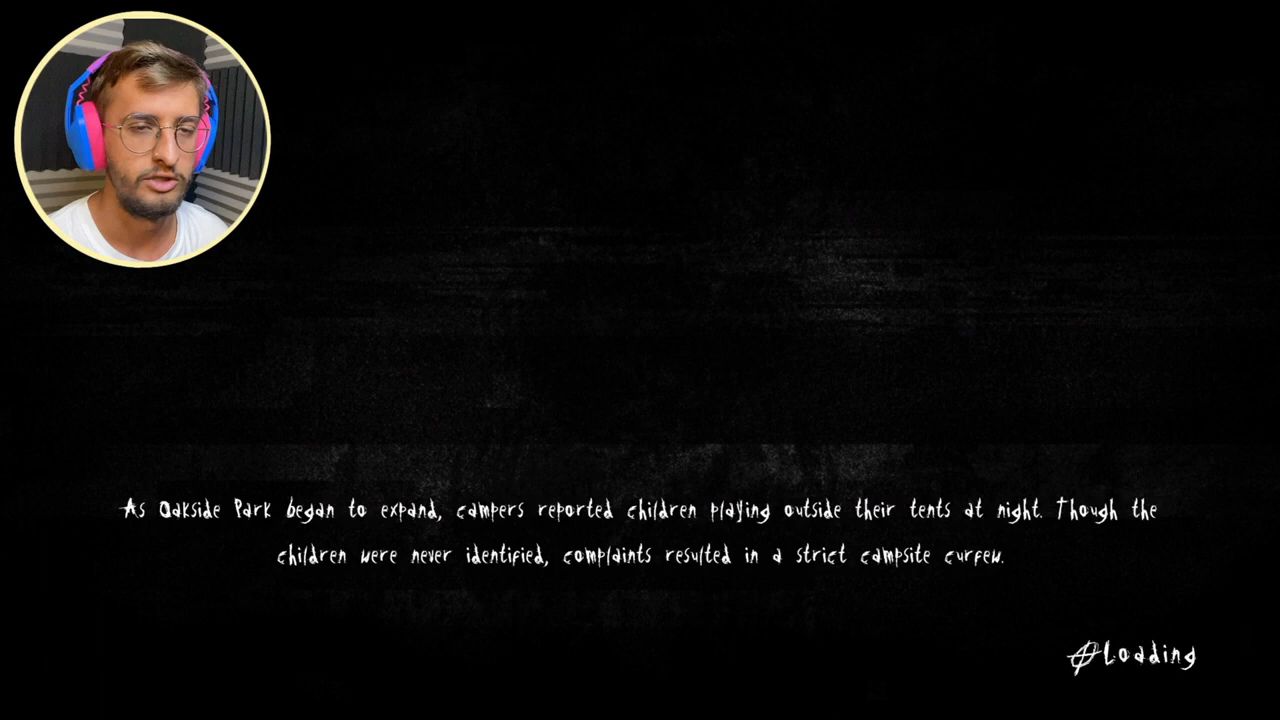 As Oakside Park began to expand, campers reported children playing outside their tents at night. Though the
children were never identified, complaints resulted in a strict campsite curfew.
Loading